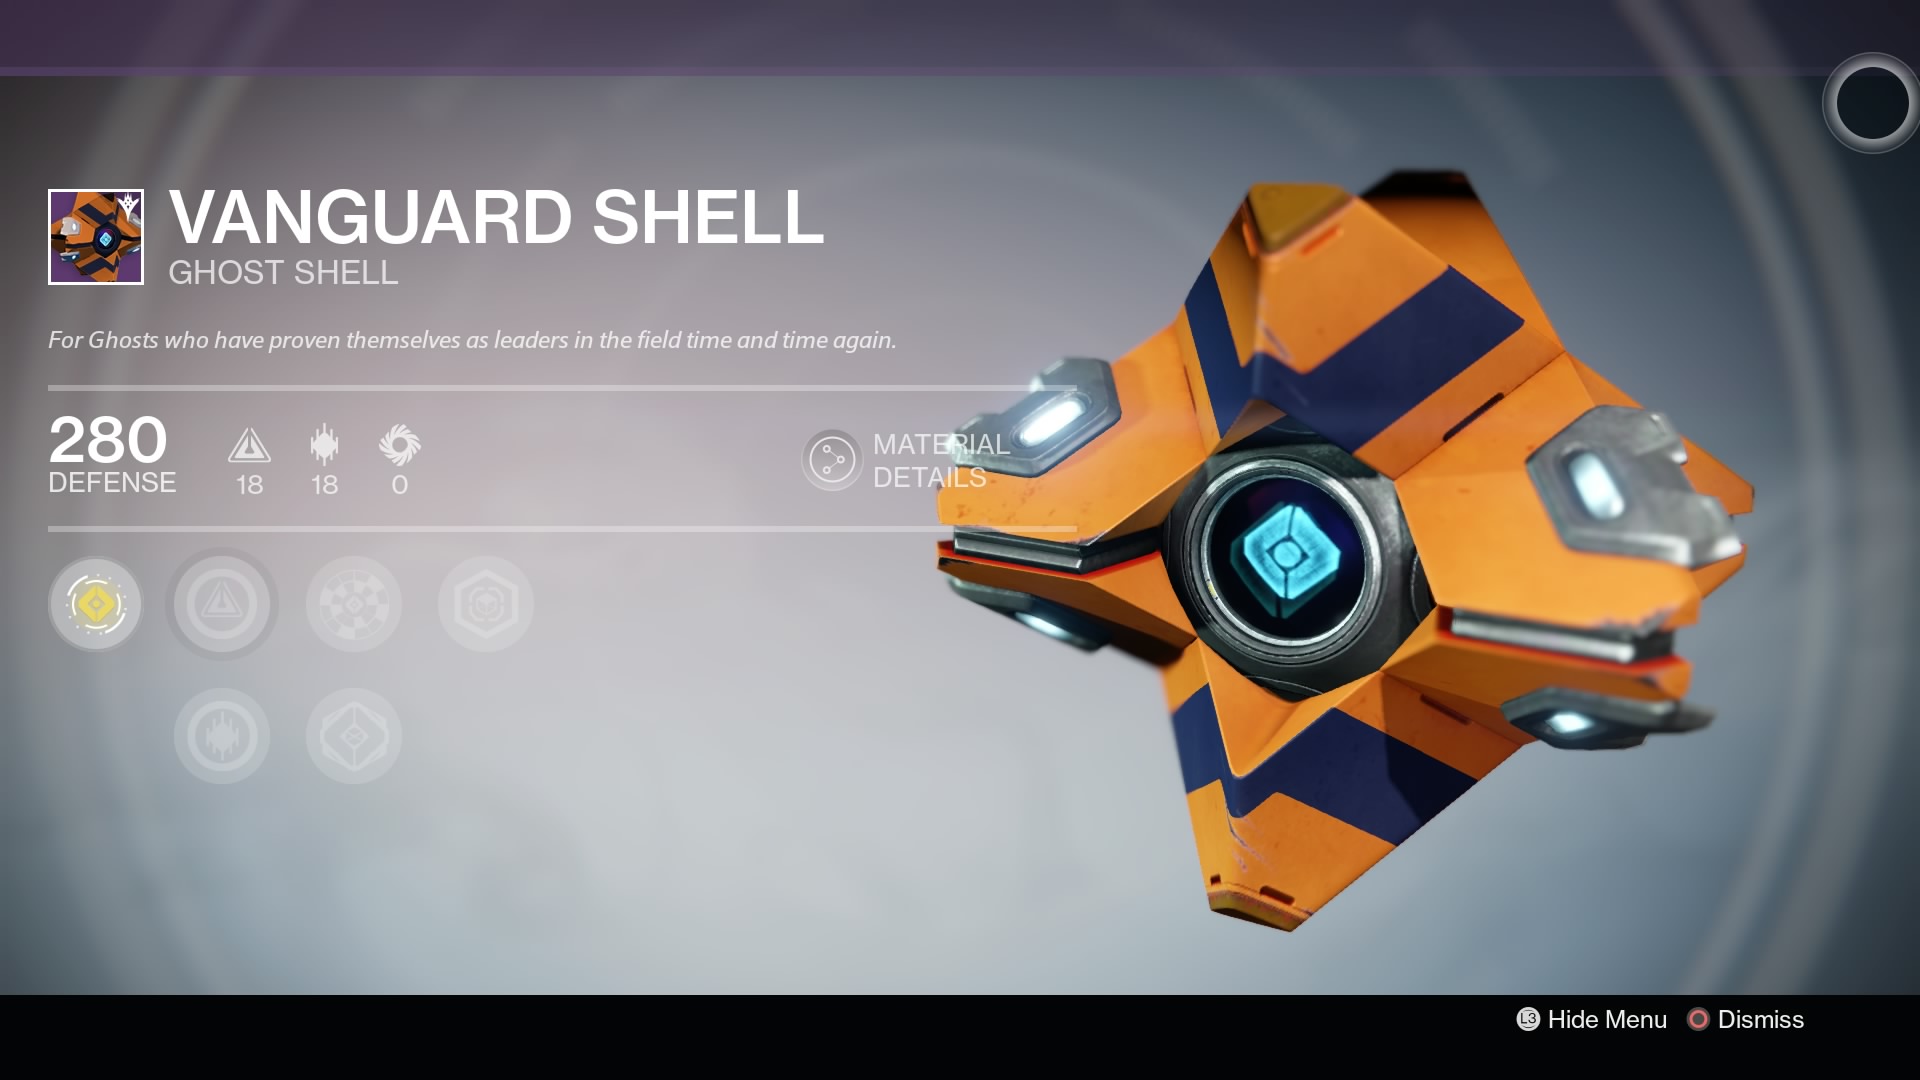 VANGUARD SHELL
GHOST SHELL
For Ghosts who have proven themselves as leaders in the field time and time again.
280
DEFENSE
18
18
0
MATERIAL
DETAILS
L3 Hide Menu Dismiss